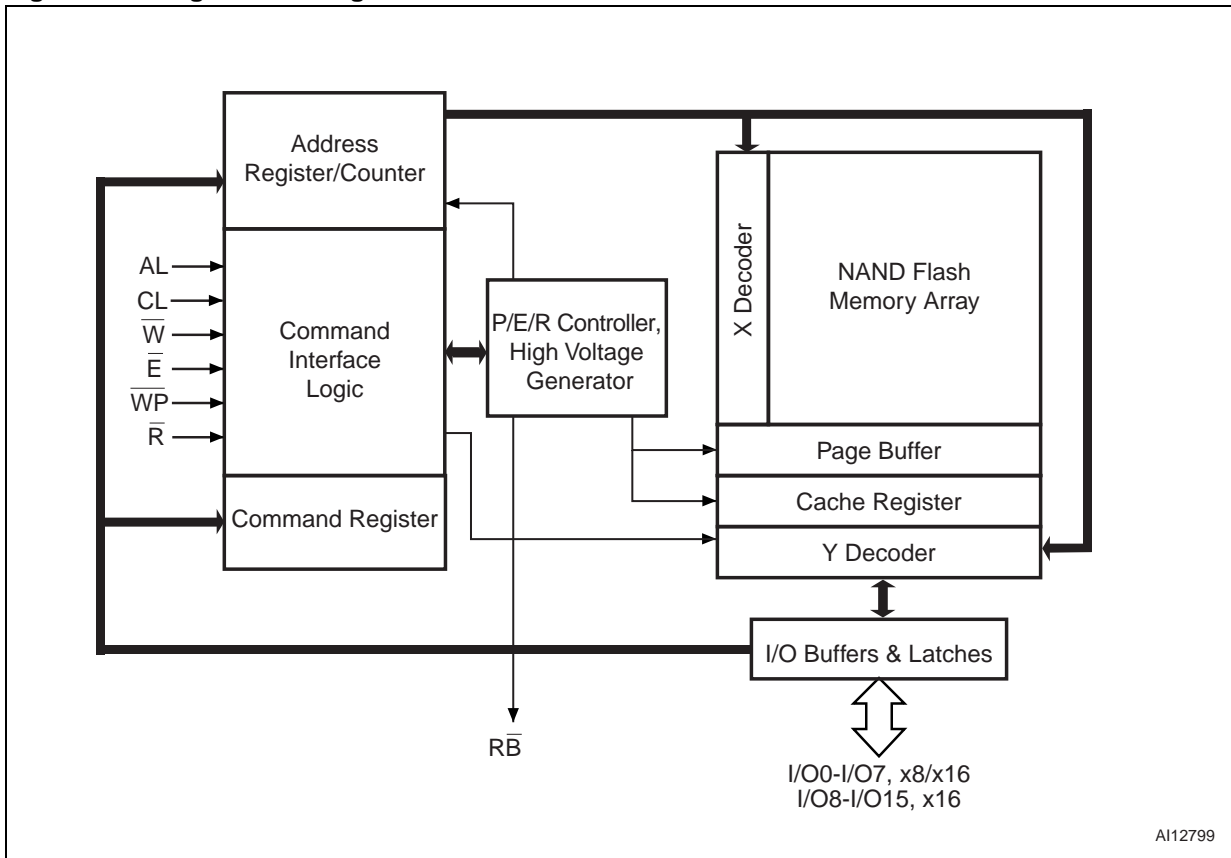 Address
Register/Counter
AL
CL
W̅
E̅
W̅P̅
R̅
Command
Interface
Logic
Command Register
P/E/R Controller,
High Voltage
Generator
RB̅
X Decoder
NAND Flash
Memory Array
Page Buffer
Cache Register
Y Decoder
I/O Buffers & Latches
I/O0-I/O7, x8/x16
I/O8-I/O15, x16
AI12799